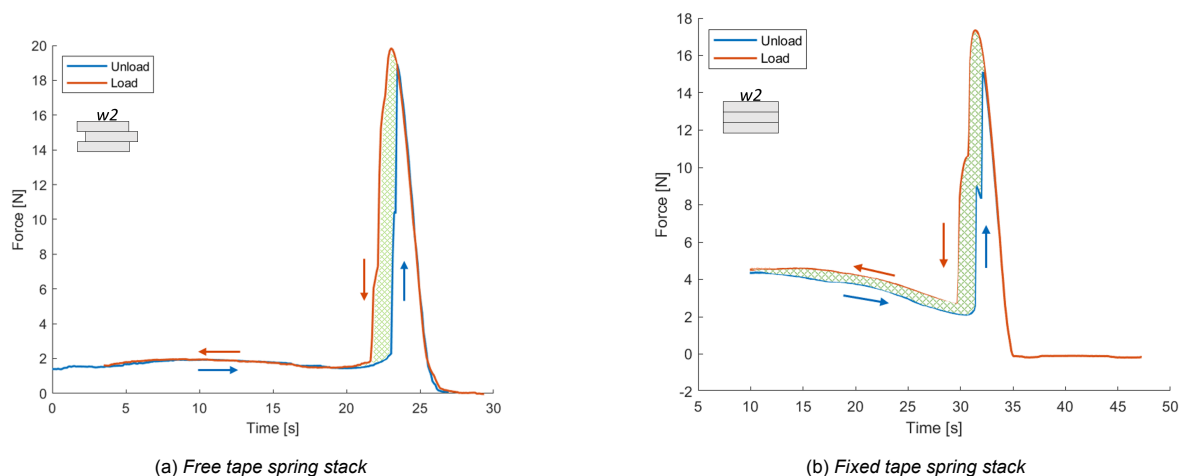 20
18
16
14
12
10
8
6
4
2
0
Force [N]
Unload
Load
w2
0 5 10 15 20 25 30
Time [s]
(a) Free tape spring stack
18
16
14
12
10
8
6
4
2
0
-2
Force [N]
Unload
Load
w2
5 10 15 20 25 30 35 40 45 50
Time [s]
(b) Fixed tape spring stack